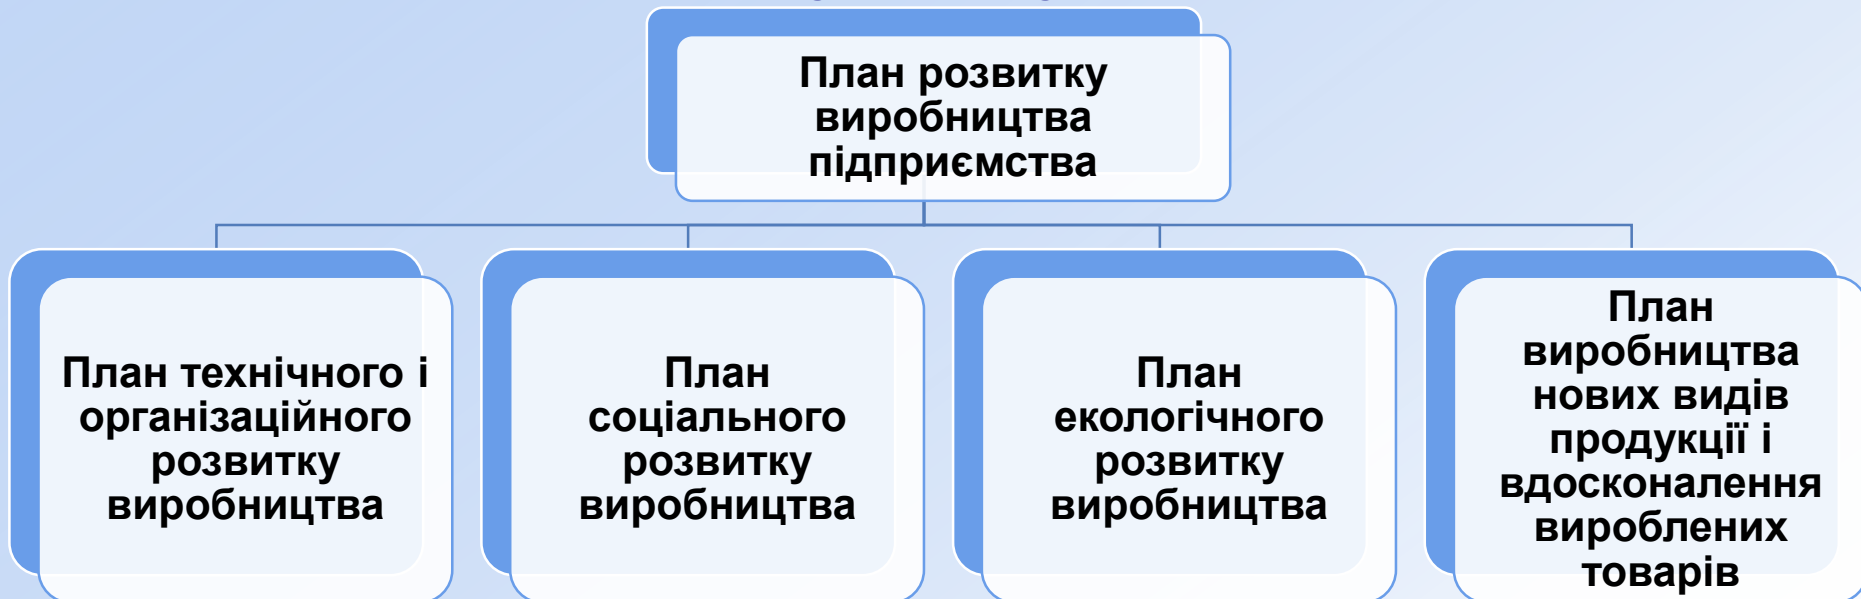 План розвитку
виробництва
підприємства
План технічного і
організаційного
розвитку
виробництва
План
соціального
розвитку
виробництва
План
екологічного
розвитку
виробництва
План
виробництва
нових видів
продукції і
вдосконалення
вироблених
товарів